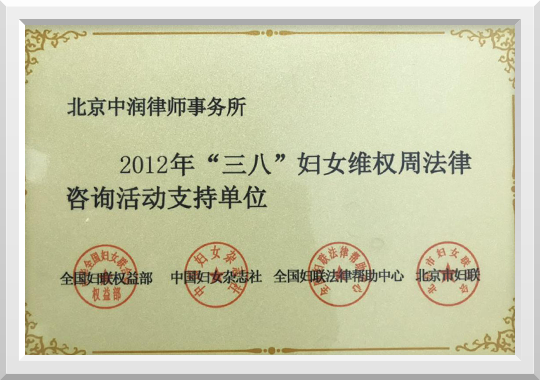 北京中润律师事务所
2012年“三八”妇女维权周法律
咨询活动支持单位
全国妇联权益部 中国妇女杂志社 全国妇联法律帮助中心 北京市妇联
权益部